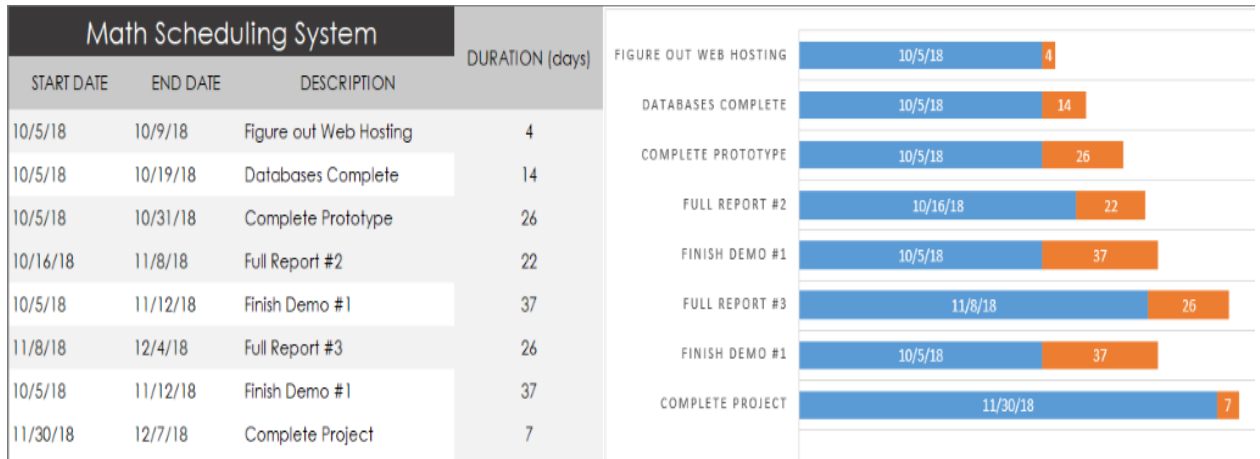 Math Scheduling System
DURATION (days)
START DATE END DATE DESCRIPTION
10/5/18 10/9/18 Figure out Web Hosting 4
10/5/18 10/19/18 Databases Complete 14
10/5/18 10/31/18 Complete Prototype 26
10/16/18 11/8/18 Full Report #2 22
10/5/18 11/12/18 Finish Demo #1 37
11/8/18 12/4/18 Full Report #3 26
10/5/18 11/12/18 Finish Demo #1 37
11/30/18 12/7/18 Complete Project 7
FIGURE OUT WEB HOSTING 10/5/18 4
DATABASES COMPLETE 10/5/18 14
COMPLETE PROTOTYPE 10/5/18 26
FULL REPORT #2 10/16/18 22
FINISH DEMO #1 10/5/18 37
FULL REPORT #3 11/8/18 26
FINISH DEMO #1 10/5/18 37
COMPLETE PROJECT 11/30/18 7